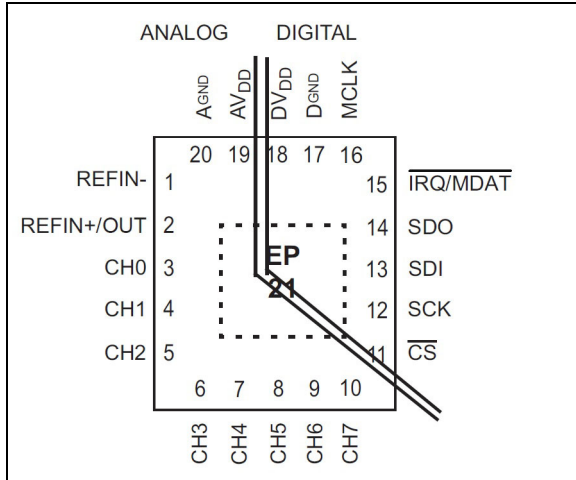 ANALOG DIGITAL
AGND AVDD DVDD DGND MCLK
20 19 18 17 16
REFIN- 1 15 IRQ/MDAT
REFIN+/OUT 2 14 SDO
EP
CH0 3 13 SDI
21
CH1 4 12 SCK
CH2 5 11 CS
6 7 8 9 10
CH3 CH4 CH5 CH6 CH7